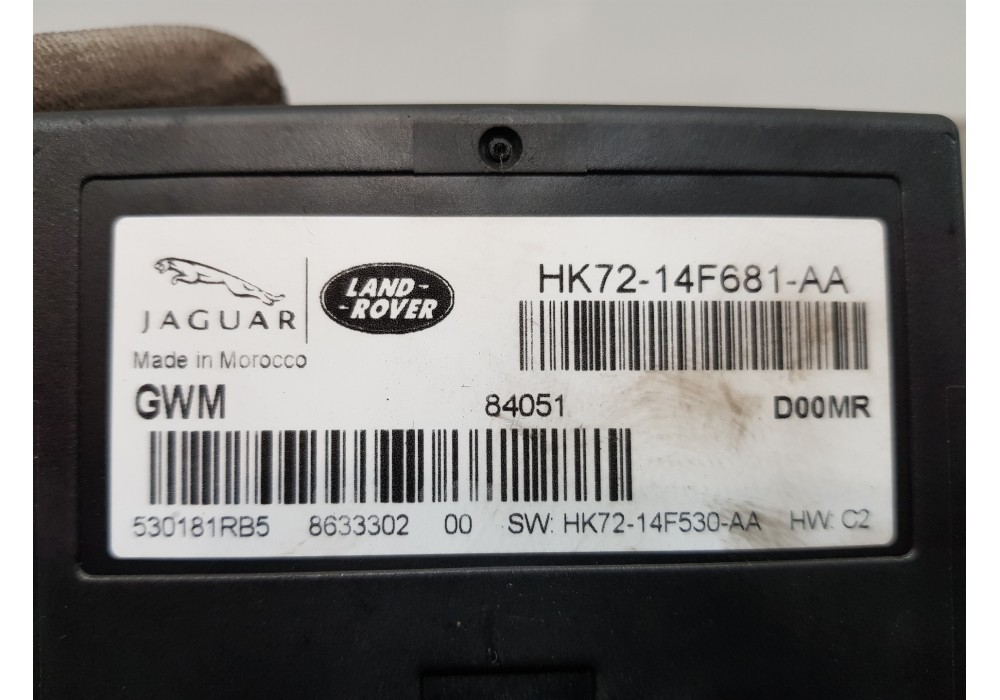 HK72-14F681-AA
JAGUAR
LAND-
-ROVER
Made in Morocco
GWM 84051 D00MR
530181RB5 8633302 00 SW: HK72-14F530-AA HW: C2